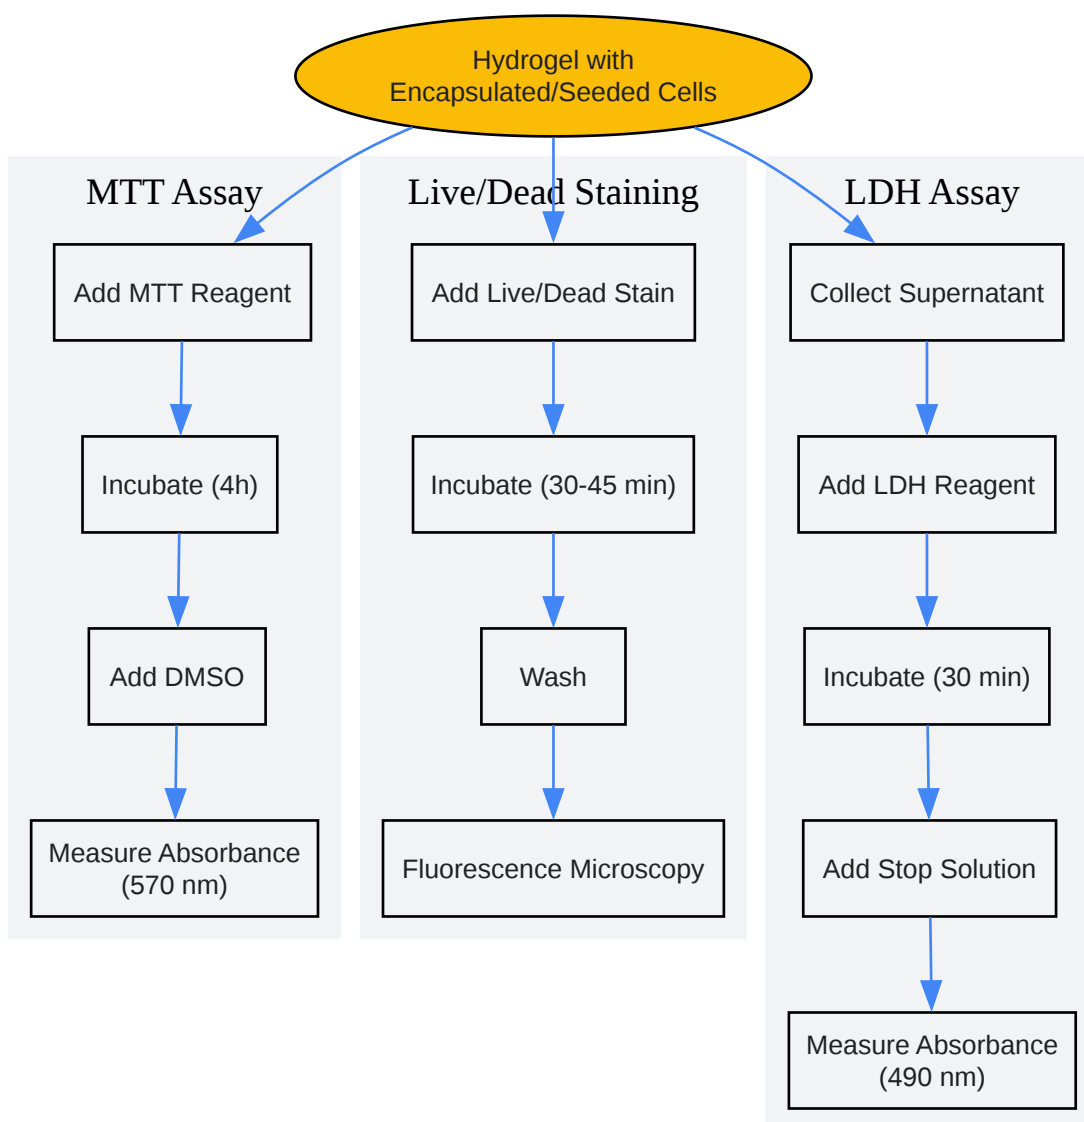 Hydrogel with
Encapsulated/Seeded Cells
MTT Assay
Add MTT Reagent
Incubate (4h)
Add DMSO
Measure Absorbance
(570 nm)
Live/Dead Staining
Add Live/Dead Stain
Incubate (30-45 min)
Wash
Fluorescence Microscopy
LDH Assay
Collect Supernatant
Add LDH Reagent
Incubate (30 min)
Add Stop Solution
Measure Absorbance
(490 nm)